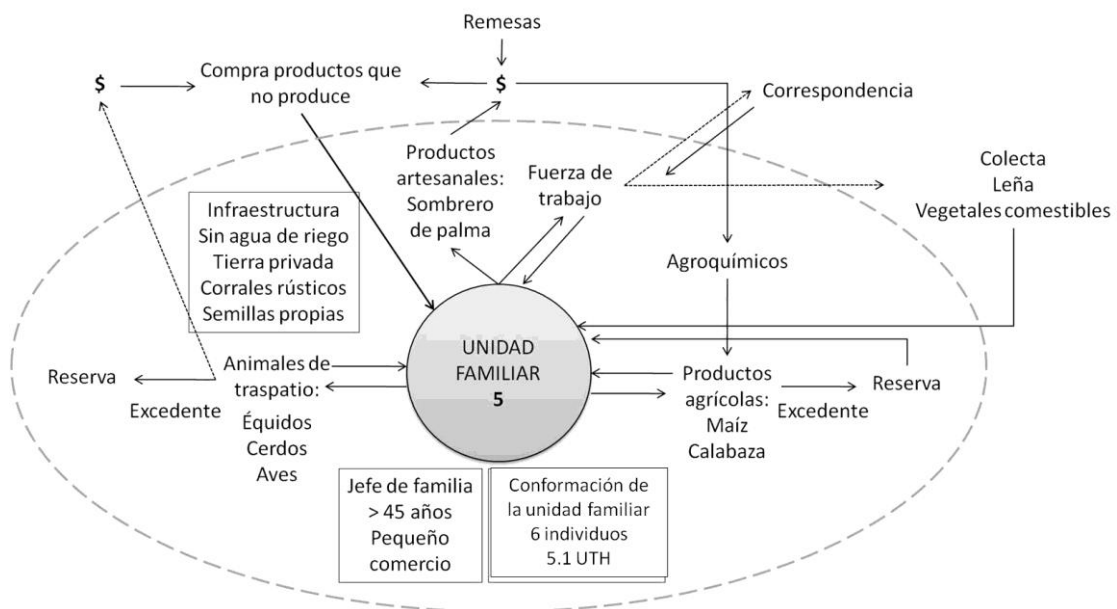 Remesas
$
Compra productos que
no produce
$
Correspondencia
Productos
artesanales:
Sombrero
de palma
Fuerza de
trabajo
Colecta
Leña
Vegetales comestibles
Infraestructura
Sin agua de riego
Tierra privada
Corrales rústicos
Semillas propias
Agroquímicos
UNIDAD
FAMILIAR
5
Reserva
Excedente
Animales de
traspatio:
Équidos
Cerdos
Aves
Productos
agrícolas:
Maíz
Calabaza
Excedente
Reserva
Jefe de familia
> 45 años
Pequeño
comercio
Conformación de
la unidad familiar
6 individuos
5.1 UTH